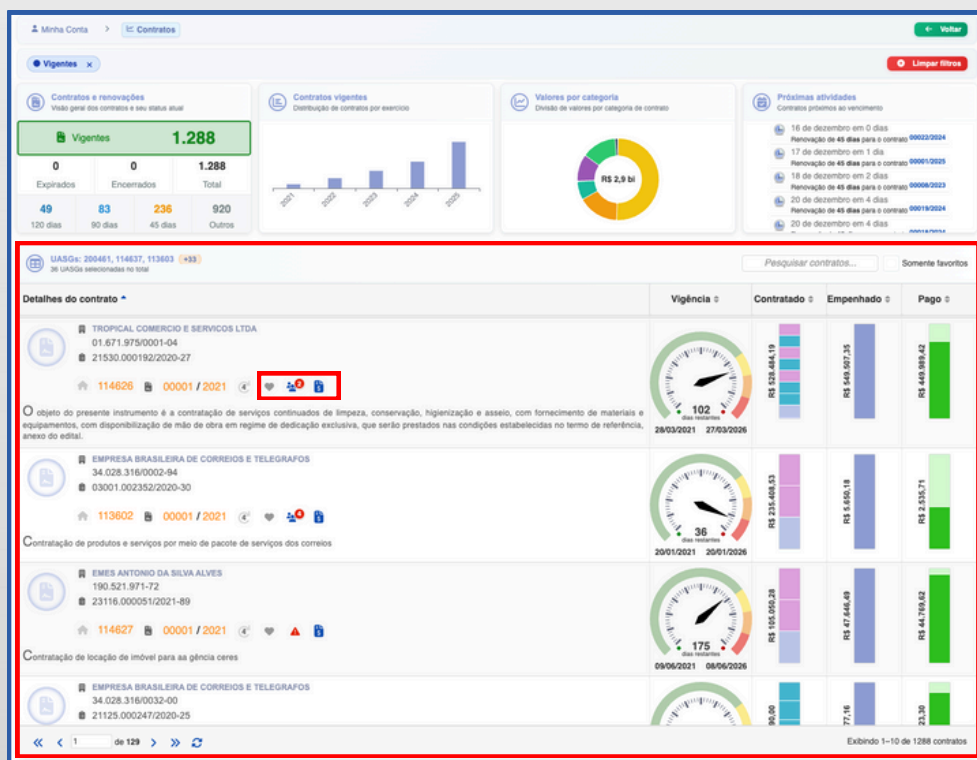 Minha Conta > Contratos
← Voltar
Vigentes ×
Limpar filtros
Contratos e renovações
Visão geral dos contratos e seu status atual
Vigentes 1.288
0 0 1.288
Expirados Encerrados Total
49 83 236 920
120 dias 90 dias 45 dias Outros
Contratos vigentes
Distribuição de contratos por exercício
2021 2022 2023 2024 2025
Valores por categoria
Divisão de valores por categoria de contrato
R$ 2,9 bi
Próximas atividades
Contratos próximos ao vencimento
16 de dezembro em 0 dias
Renovação de 45 dias para o contrato 00022/2024
17 de dezembro em 1 dia
Renovação de 45 dias para o contrato 00001/2025
18 de dezembro em 2 dias
Renovação de 45 dias para o contrato 00008/2023
20 de dezembro em 4 dias
Renovação de 45 dias para o contrato 00019/2024
20 de dezembro em 4 dias
UASGs: 200461, 114637, 113603 +33
36 UASGs selecionadas no total
Pesquisar contratos...
Somente favoritos
Detalhes do contrato Vigência Contratado Empenhado Pago
TROPICAL COMERCIO E SERVICOS LTDA
01.671.975/0001-04
21530.000192/2020-27
114626 00001 / 2021 4º 2
O objeto do presente instrumento é a contratação de serviços continuados de limpeza, conservação, higienização e asseio, com fornecimento de materiais e
equipamentos, com disponibilização de mão de obra em regime de dedicação exclusiva, que serão prestados nas condições estabelecidas no termo de referência,
anexo do edital.
102
dias restantes
28/03/2021 27/03/2026
R$ 528.484,19
R$ 549.507,35
R$ 449.989,42
EMPRESA BRASILEIRA DE CORREIOS E TELEGRAFOS
34.028.316/0002-94
03001.002352/2020-30
113602 00001 / 2021 4
Contratação de produtos e serviços por meio de pacote de serviços dos correios
36
dias restantes
20/01/2021 20/01/2026
R$ 235.408,53
R$ 5.650,18
R$ 2.535,71
EMES ANTONIO DA SILVA ALVES
190.521.971-72
23116.000051/2021-89
114627 00001 / 2021
Contratação de locação de imóvel para aa gência ceres
175
dias restantes
09/06/2021 08/06/2026
R$ 105.050,28
R$ 47.646,49
R$ 44.769,62
EMPRESA BRASILEIRA DE CORREIOS E TELEGRAFOS
34.028.316/0032-00
21125.000247/2020-25
90,00
77,16
23,30
1 de 129
Exibindo 1–10 de 1288 contratos